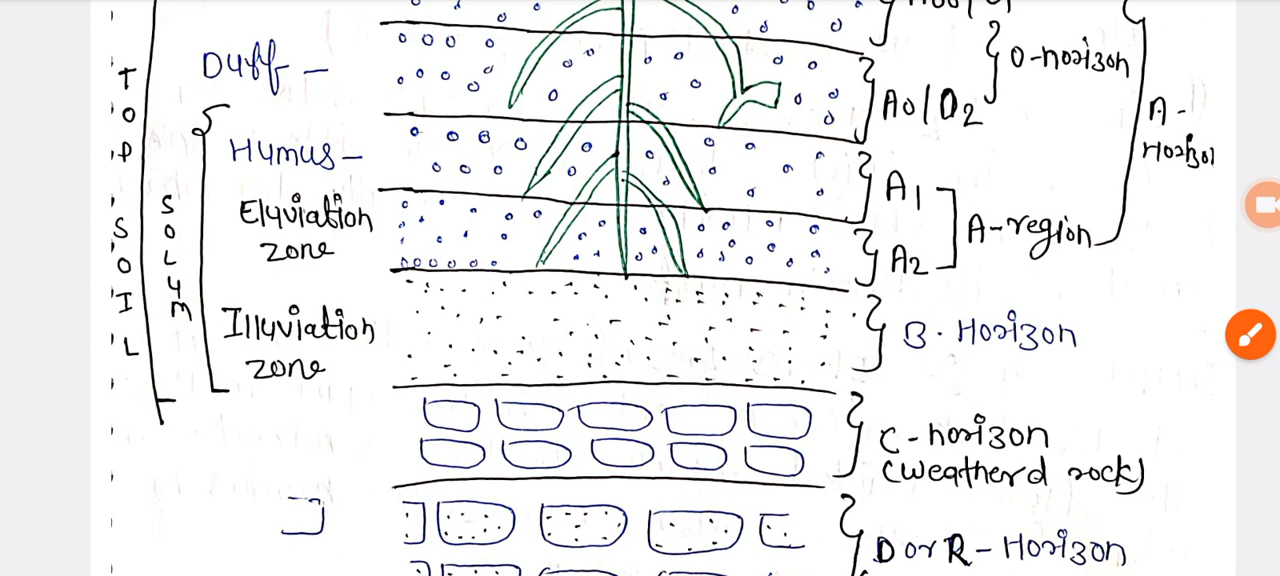 O-horizon
Duff -
A0/O2
A-
Horizon
TOP SOIL
SOLUM
Humus -
A1
Eluviation
zone
A-region
A2
Illuviation
zone
B-Horizon
C-horizon
(weatherd rock)
D or R-Horizon